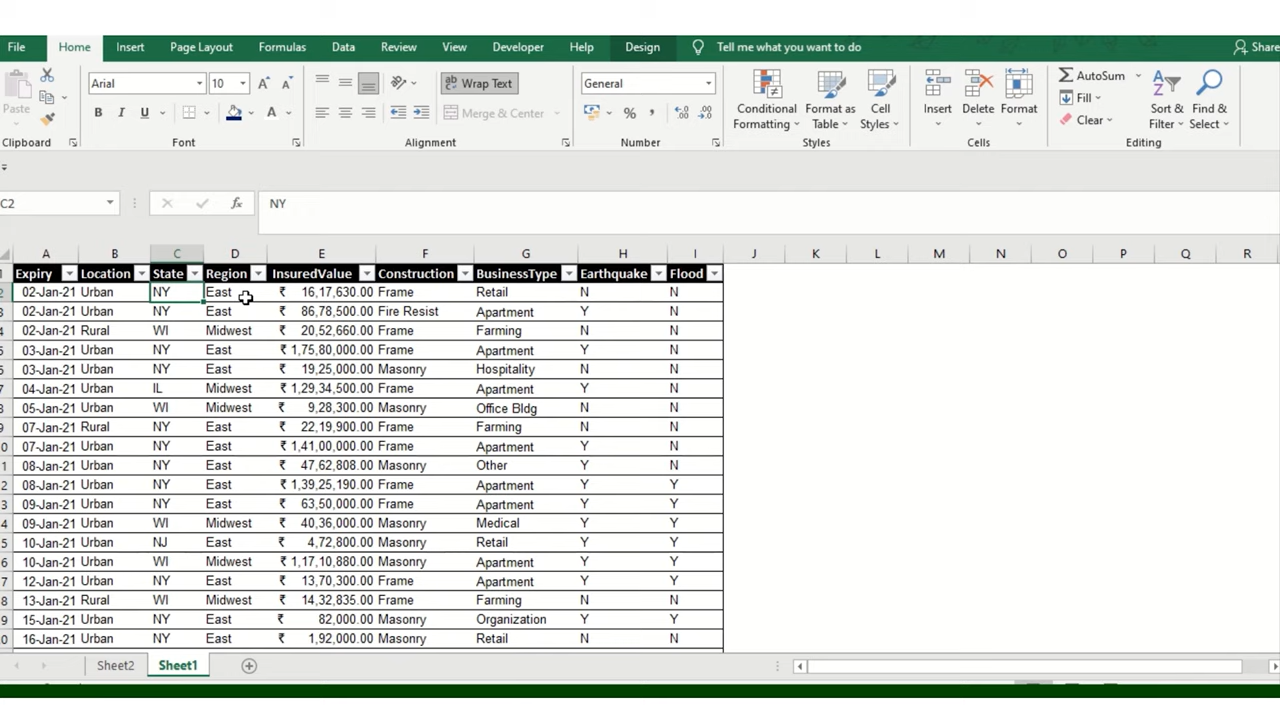 File Home Insert Page Layout Formulas Data Review View Developer Help Design Tell me what you want to do Share
Paste Arial 10 Wrap Text General Conditional Formatting Format as Table Cell Styles Insert Delete Format AutoSum Fill Clear Sort & Filter Find & Select
B I U A Merge & Center % ,
Clipboard Font Alignment Number Styles Cells Editing
C2 fx NY
A B C D E F G H I J K L M N O P Q R
Expiry Location State Region InsuredValue Construction BusinessType Earthquake Flood
02-Jan-21 Urban NY East ₹ 16,17,630.00 Frame Retail N N
02-Jan-21 Urban NY East ₹ 86,78,500.00 Fire Resist Apartment Y N
02-Jan-21 Rural WI Midwest ₹ 20,52,660.00 Frame Farming N N
03-Jan-21 Urban NY East ₹ 1,75,80,000.00 Frame Apartment Y N
03-Jan-21 Urban NY East ₹ 19,25,000.00 Masonry Hospitality N N
04-Jan-21 Urban IL Midwest ₹ 1,29,34,500.00 Frame Apartment Y N
05-Jan-21 Urban WI Midwest ₹ 9,28,300.00 Masonry Office Bldg N N
07-Jan-21 Rural NY East ₹ 22,19,900.00 Frame Farming N N
07-Jan-21 Urban NY East ₹ 1,41,00,000.00 Frame Apartment Y N
08-Jan-21 Urban NY East ₹ 47,62,808.00 Masonry Other Y N
08-Jan-21 Urban NY East ₹ 1,39,25,190.00 Frame Apartment Y Y
09-Jan-21 Urban NY East ₹ 63,50,000.00 Frame Apartment Y Y
09-Jan-21 Urban WI Midwest ₹ 40,36,000.00 Masonry Medical Y Y
10-Jan-21 Urban NJ East ₹ 4,72,800.00 Masonry Retail Y Y
10-Jan-21 Urban WI Midwest ₹ 1,17,10,880.00 Masonry Apartment Y Y
12-Jan-21 Urban NY East ₹ 13,70,300.00 Frame Apartment Y Y
13-Jan-21 Rural WI Midwest ₹ 14,32,835.00 Frame Farming N N
15-Jan-21 Urban NY East ₹ 82,000.00 Masonry Organization Y Y
16-Jan-21 Urban NY East ₹ 1,92,000.00 Masonry Retail N N
Sheet2 Sheet1